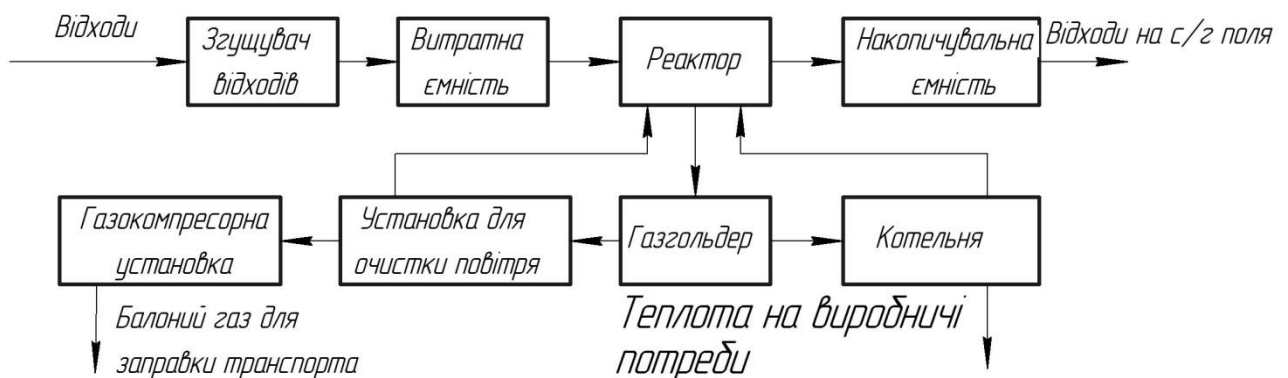 Відходи
Згущувач
відходів
Витратна
ємність
Реактор
Накопичувальна
ємність
Відходи на с/г поля
Газокомпресорна
установка
Установка для
очистки повітря
Газгольдер
Котельня
Балоний газ для
заправки транспорта
Теплота на виробничі
потреби